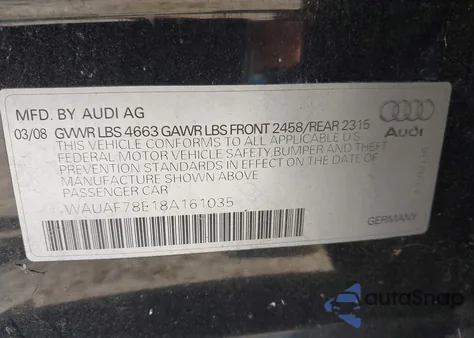 MFD. BY AUDI AG
03/08 GVWR LBS 4663 GAWR LBS FRONT 2458/REAR 2315
THIS VEHICLE CONFORMS TO ALL APPLICABLE U.S.
FEDERAL MOTOR VEHICLE SAFETY BUMPER AND THEFT
PREVENTION STANDARDS IN EFFECT ON THE DATE OF
MANUFACTURE SHOWN ABOVE
PASSENGER CAR
WAUAF78E18A161035
Audi
GERMANY
autoSnap